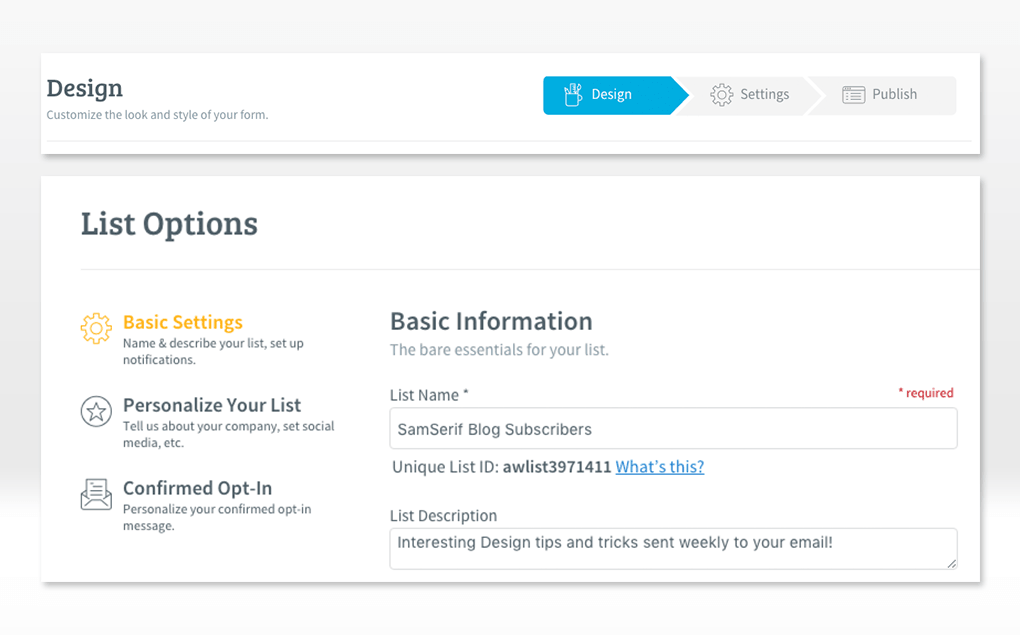 Design
Customize the look and style of your form.
Design
Settings
Publish
List Options
Basic Settings
Name & describe your list, set up
notifications.
Personalize Your List
Tell us about your company, set social
media, etc.
Confirmed Opt-In
Personalize your confirmed opt-in
message.
Basic Information
The bare essentials for your list.
List Name *
* required
SamSerif Blog Subscribers
Unique List ID: awlist3971411 What's this?
List Description
Interesting Design tips and tricks sent weekly to your email!